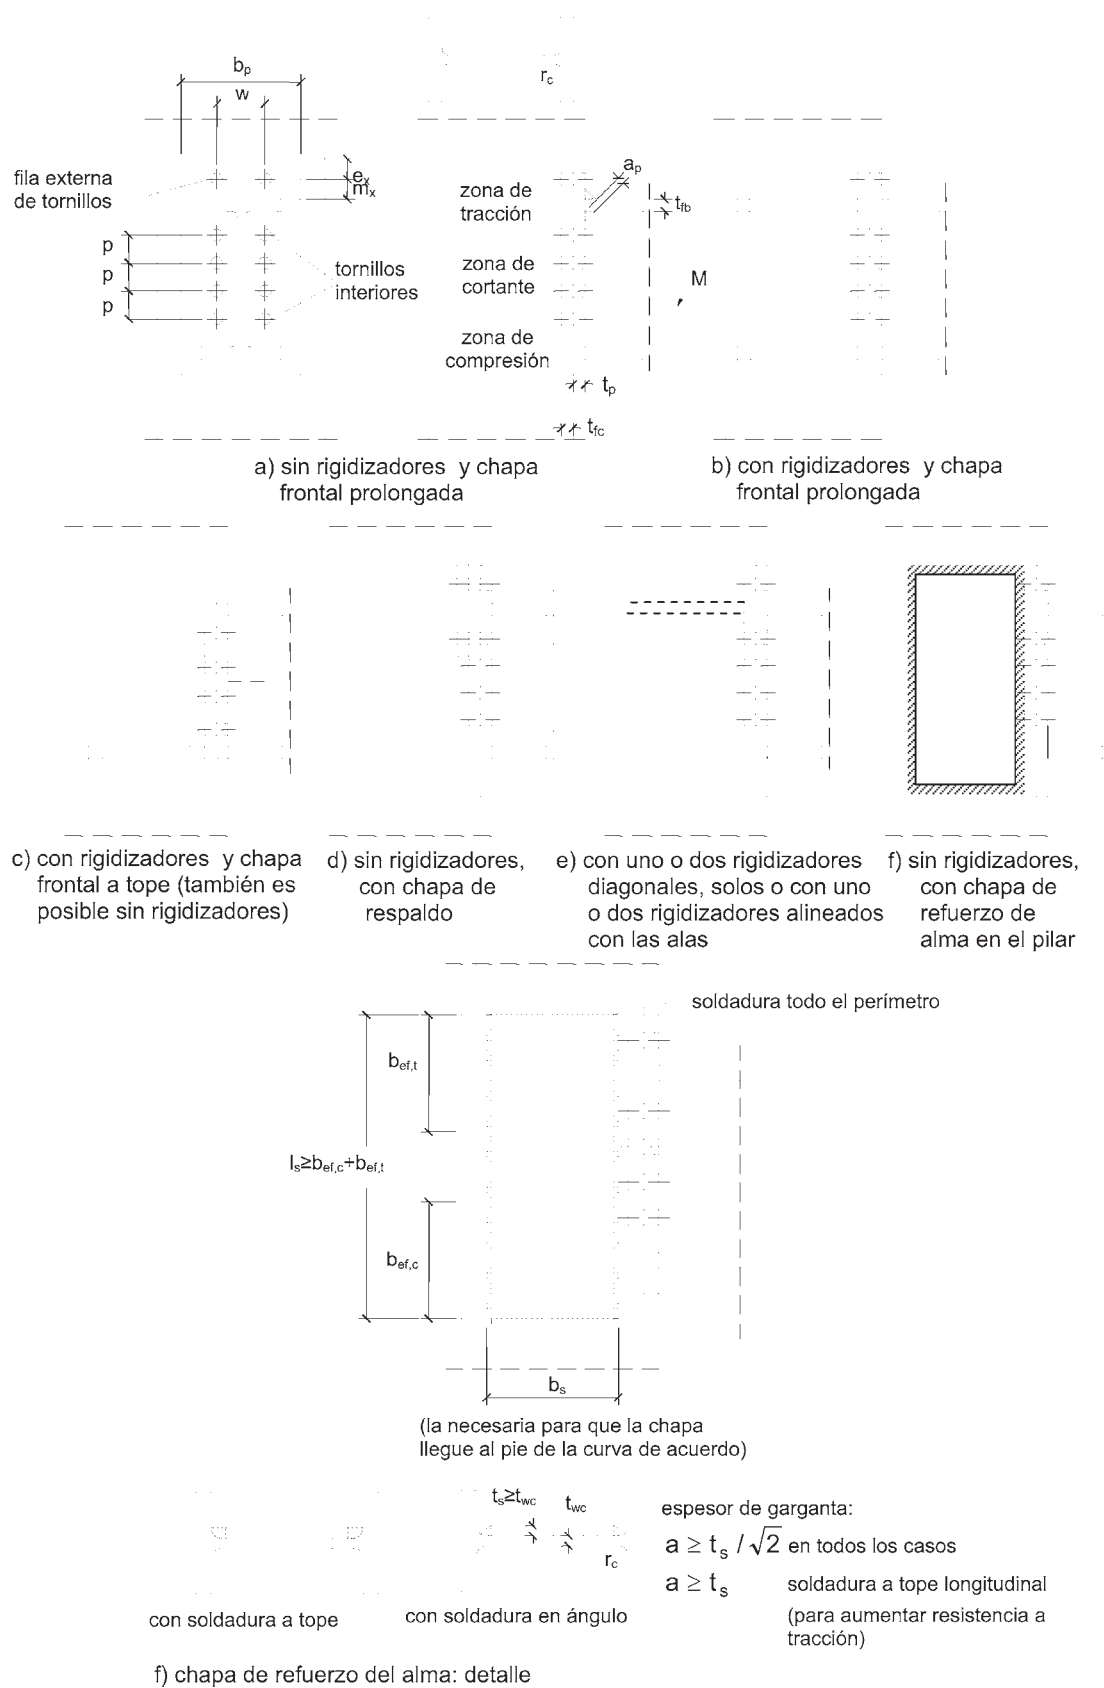 b_p
w
r_c
fila externa
de tornillos
e_x
m_x
zona de
tracción
a_p
t_fb
p
p
p
tornillos
interiores
zona de
cortante
M
zona de
compresión
t_p
t_fc
a) sin rigidizadores y chapa
frontal prolongada
b) con rigidizadores y chapa
frontal prolongada
c) con rigidizadores y chapa
frontal a tope (también es
posible sin rigidizadores)
d) sin rigidizadores,
con chapa de
respaldo
e) con uno o dos rigidizadores
diagonales, solos o con uno
o dos rigidizadores alineados
con las alas
f) sin rigidizadores,
con chapa de
refuerzo de
alma en el pilar
soldadura todo el perímetro
b_ef,t
l_s≥b_ef,c+b_ef,t
b_ef,c
b_s
(la necesaria para que la chapa
llegue al pie de la curva de acuerdo)
t_s≥t_wc
t_wc
r_c
con soldadura a tope
con soldadura en ángulo
espesor de garganta:
a ≥ t_s / √2 en todos los casos
a ≥ t_s soldadura a tope longitudinal
(para aumentar resistencia a
tracción)
f) chapa de refuerzo del alma: detalle